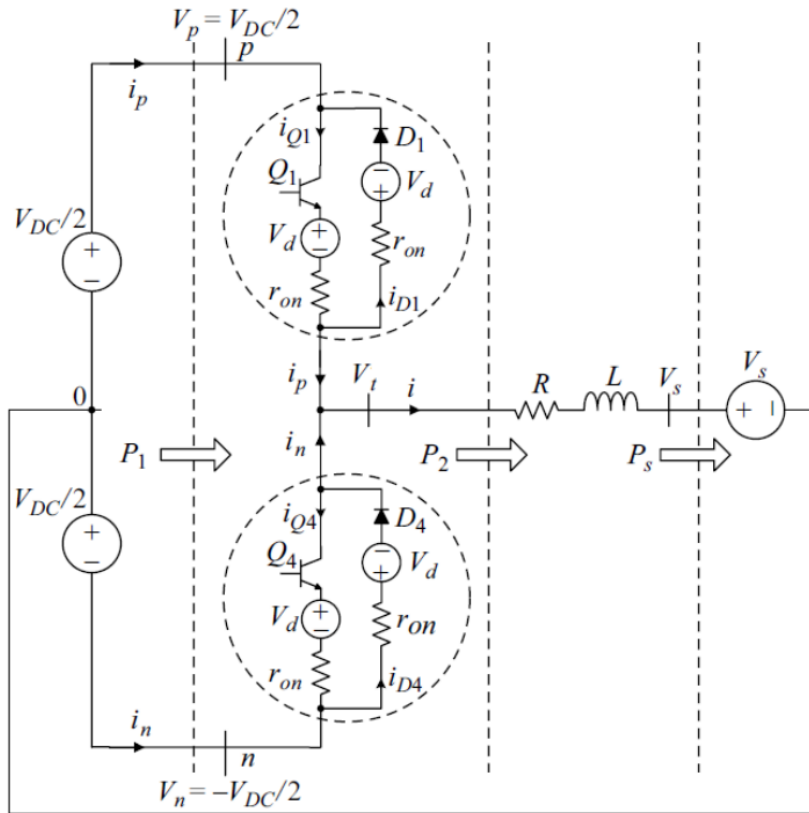 V_p = V_DC/2
p
i_p
i_Q1
D_1
Q_1
V_d
V_d
V_DC/2
+
−
+
−
−
+
r_on
r_on
i_D1
i_p
V_t
i
R
L
V_s
V_s
+
−
0
P_1
i_n
P_2
P_s
V_DC/2
+
−
i_Q4
D_4
Q_4
−
+
V_d
V_d
+
−
r_on
r_on
i_D4
i_n
n
V_n = −V_DC/2